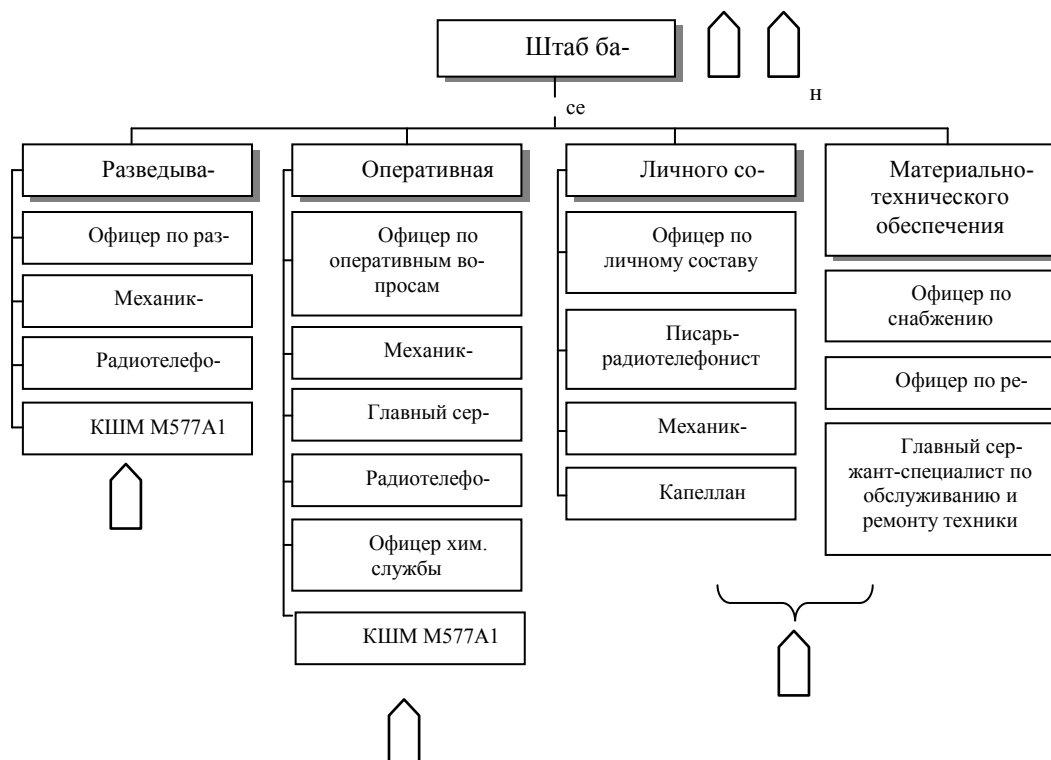 Штаб ба-
н
се
Разведыва-
Офицер по раз-
Механик-
Радиотелефо-
КШМ М577А1
Оперативная
Офицер по
оперативным во-
просам
Механик-
Главный сер-
Радиотелефо-
Офицер хим.
службы
КШМ М577А1
Личного со-
Офицер по
личному составу
Писарь-
радиотелефонист
Механик-
Капеллан
Материально-
технического
обеспечения
Офицер по
снабжению
Офицер по ре-
Главный сер-
жант-специалист по
обслуживанию и
ремонту техники